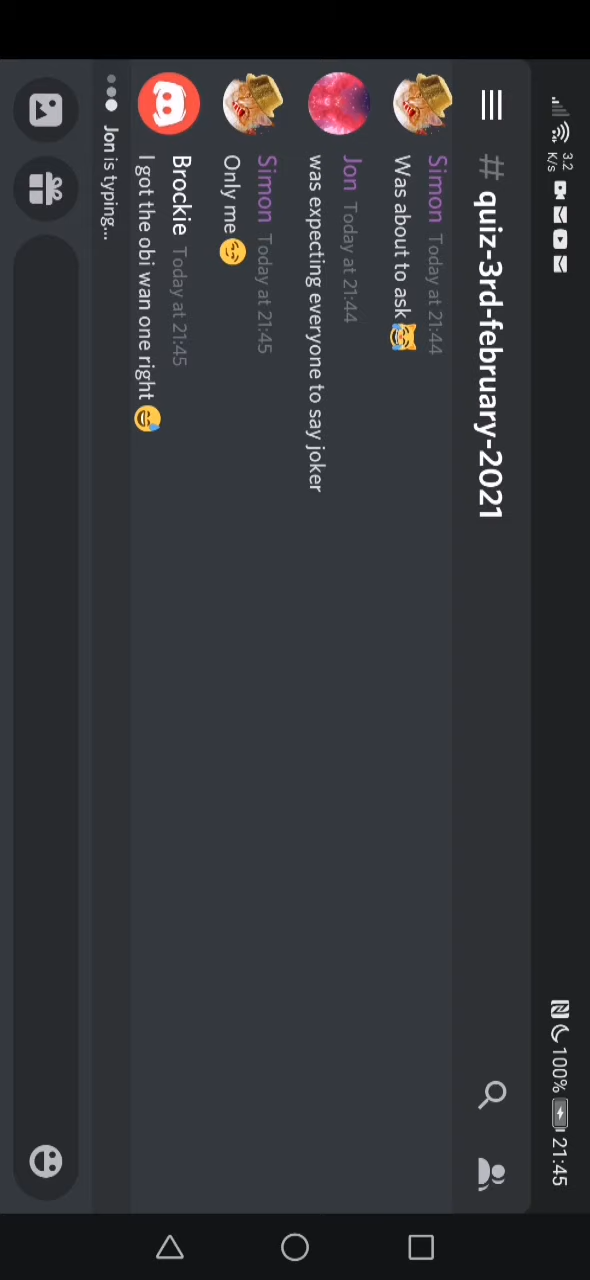 3.2
K/s
100%
21:45
# quiz-3rd-february-2021
Simon Today at 21:44
Was about to ask 😹
Jon Today at 21:44
was expecting everyone to say joker
Simon Today at 21:45
Only me 😏
Brockie Today at 21:45
I got the obi wan one right 😅
Jon is typing...